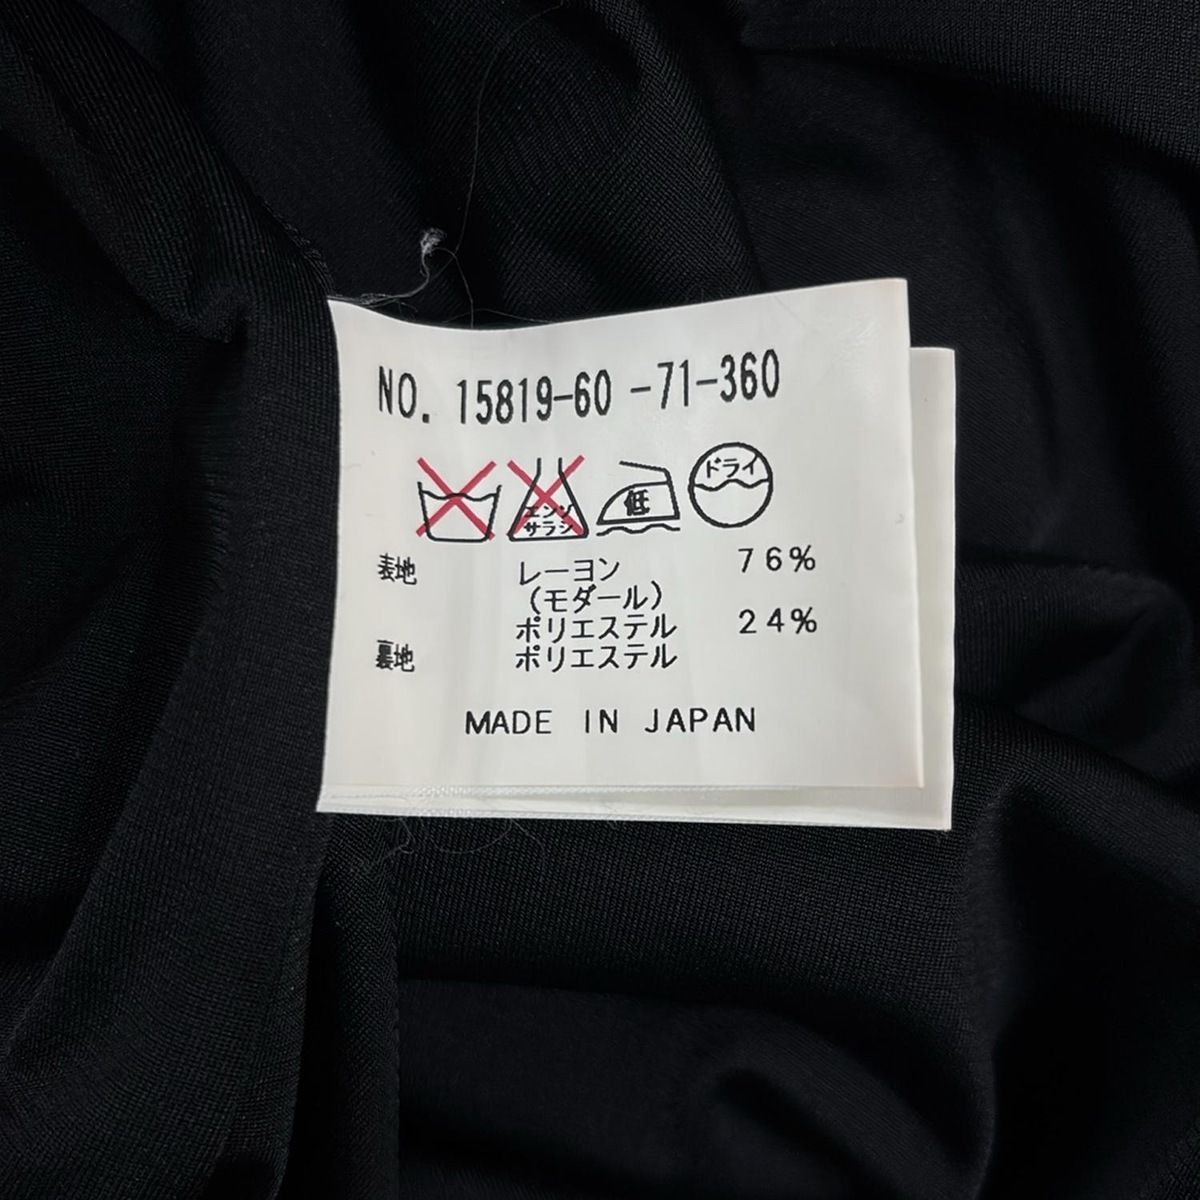 NO. 15819-60 -71-360
エンソ
サラシ
低
ドライ
表地 レーヨン 76%
(モダール)
ポリエステル 24%
裏地 ポリエステル
MADE IN JAPAN